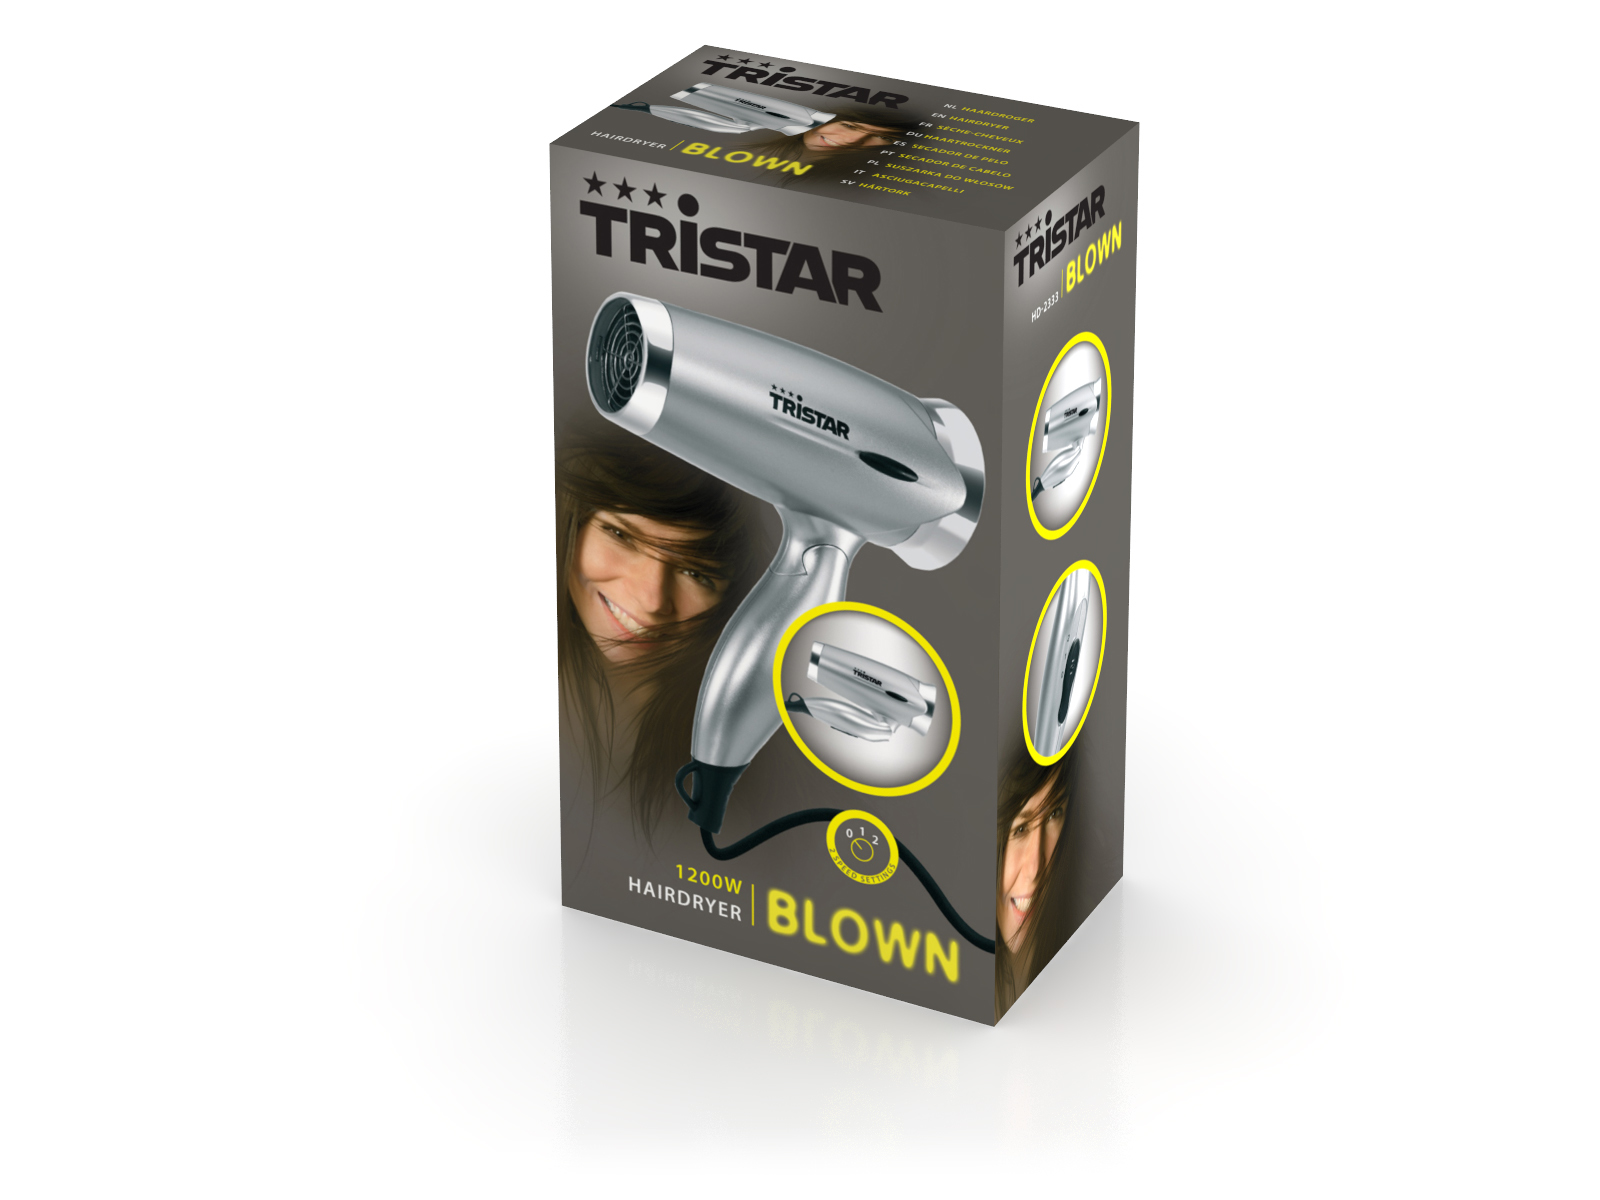 ★★★
TRiSTAR
HAIRDRYER | BLOWN
NL HAARDROGER
EN HAIRDRYER
FR SÈCHE-CHEVEUX
DU HAARTROCKNER
ES SECADOR DE PELO
PT SECADOR DE CABELO
PL SUSZARKA DO WŁOSÓW
IT ASCIUGACAPELLI
SV HÅRTORK
★★★
TRiSTAR
★★★
TRiSTAR
TRiSTAR
0 1 2
2 SPEED SETTINGS
1200W
HAIRDRYER | BLOWN
★★★
TRiSTAR
HD-2333 | BLOWN